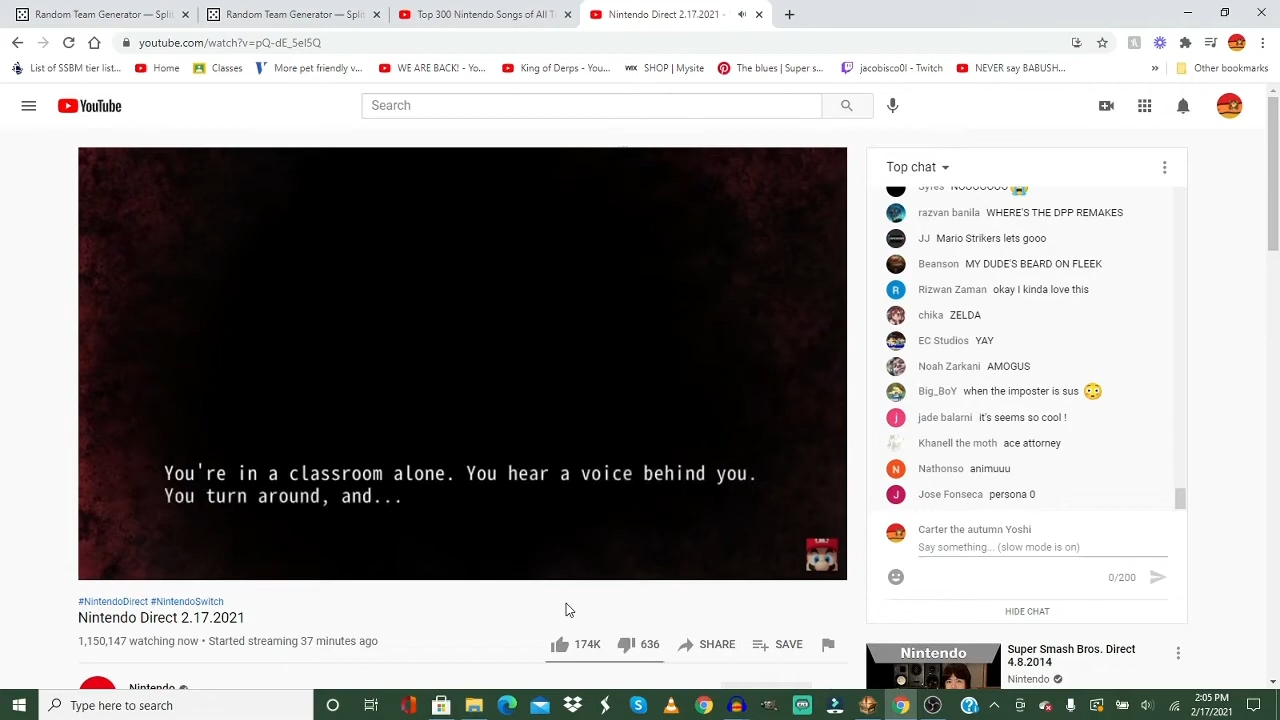 Random Team Generator — Split
Random Team Generator — Split
Top 300 Nintendo Songs of All T
Nintendo Direct 2.17.2021 -
youtube.com/watch?v=pQ-dE_5eI5Q
List of SSBM tier list...
Home
Classes
More pet friendly v...
WE ARE BACK! - Yo...
King of Derps - You...
WIX SHOP | Mysite
The blues | Super s...
jacobisco0l - Twitch
NEVER say BABUSH...
»
Other bookmarks
YouTube
Search
Top chat
Syres NOOOOOOO
razvan banila WHERE'S THE DPP REMAKES
JJ Mario Strikers lets gooo
Beanson MY DUDE'S BEARD ON FLEEK
R Rizwan Zaman okay I kinda love this
chika ZELDA
EC Studios YAY
Noah Zarkani AMOGUS
Big_BoY when the imposter is sus
j jade balarni it's seems so cool !
Khanell the moth ace attorney
N Nathonso animuuu
J Jose Fonseca persona 0
Carter the autumn Yoshi
Say something... (slow mode is on)
0/200
HIDE CHAT
You're in a classroom alone. You hear a voice behind you.
You turn around, and...
#NintendoDirect #NintendoSwitch
Nintendo Direct 2.17.2021
1,150,147 watching now • Started streaming 37 minutes ago
174K
636
SHARE
SAVE
Nintendo
Nintendo
Super Smash Bros. Direct
4.8.2014
Nintendo
Type here to search
2:05 PM
2/17/2021